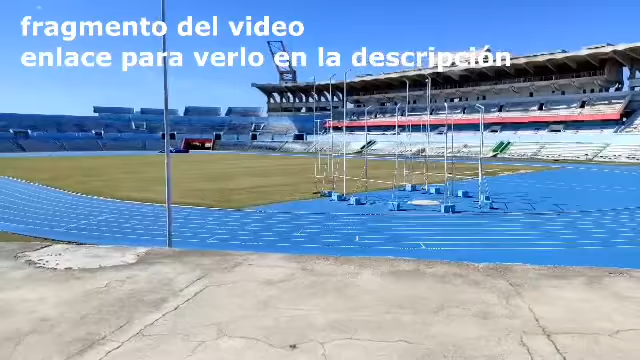 fragmento del video
enlace para verlo en la descripción